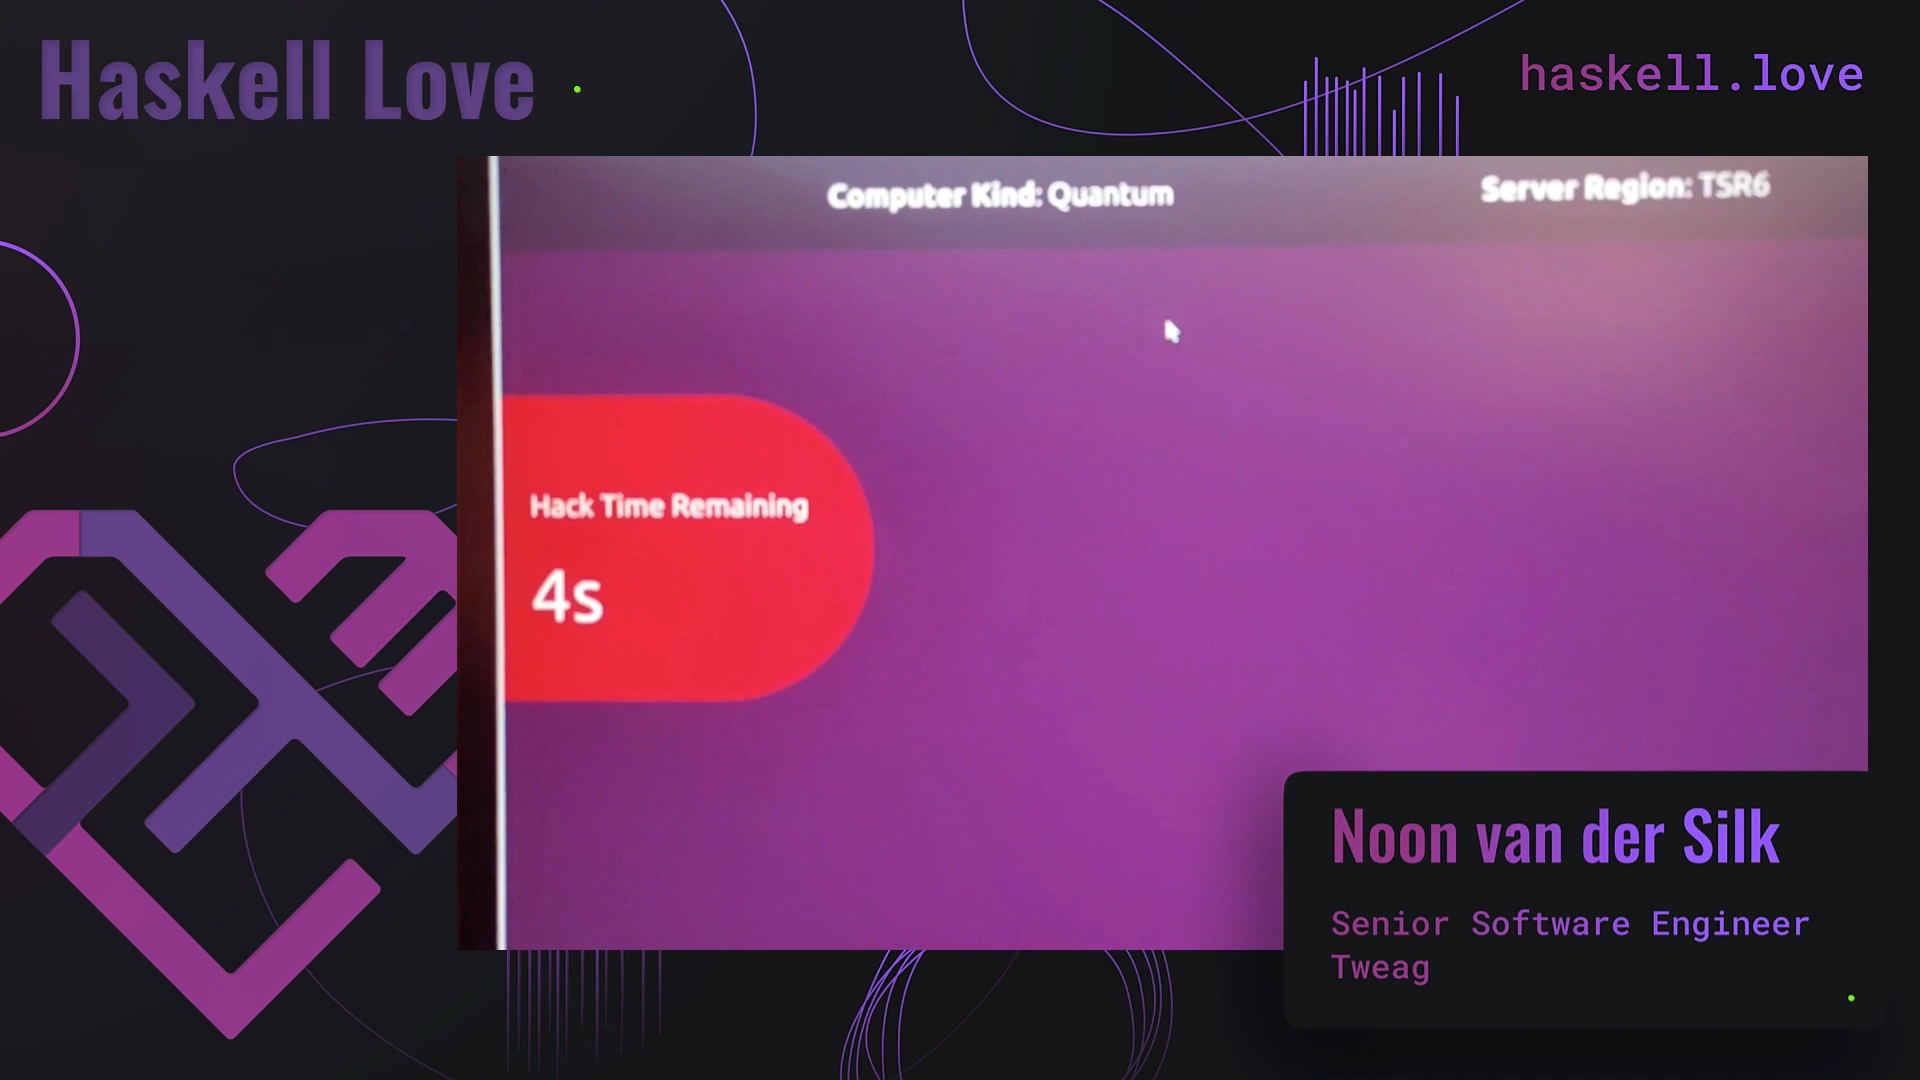 Haskell Love
haskell.love
Computer Kind: Quantum
Server Region: TSR6
Hack Time Remaining
4s
Noon van der Silk
Senior Software Engineer
Tweag